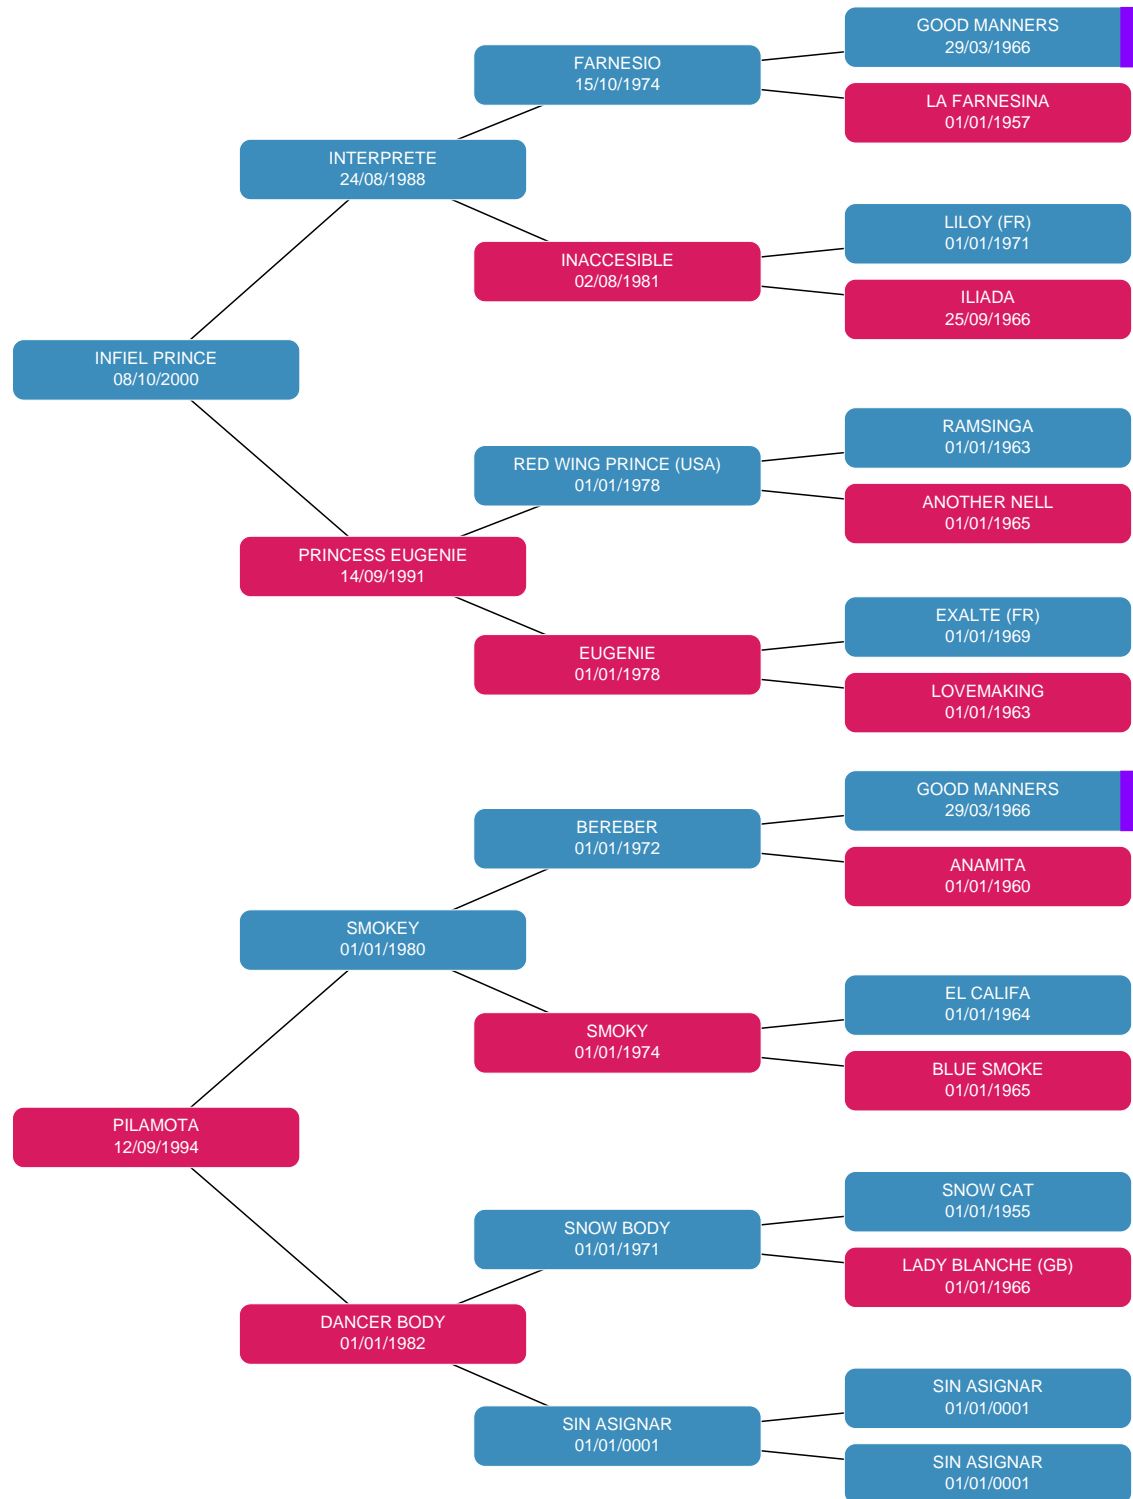 GOOD MANNERS
29/03/1966
FARNESIO
15/10/1974
LA FARNESINA
01/01/1957
INTERPRETE
24/08/1988
LILOY (FR)
01/01/1971
INACCESIBLE
02/08/1981
ILIADA
25/09/1966
INFIEL PRINCE
08/10/2000
RAMSINGA
01/01/1963
RED WING PRINCE (USA)
01/01/1978
ANOTHER NELL
01/01/1965
PRINCESS EUGENIE
14/09/1991
EXALTE (FR)
01/01/1969
EUGENIE
01/01/1978
LOVEMAKING
01/01/1963
GOOD MANNERS
29/03/1966
BEREBER
01/01/1972
ANAMITA
01/01/1960
SMOKEY
01/01/1980
EL CALIFA
01/01/1964
SMOKY
01/01/1974
BLUE SMOKE
01/01/1965
PILAMOTA
12/09/1994
SNOW CAT
01/01/1955
SNOW BODY
01/01/1971
LADY BLANCHE (GB)
01/01/1966
DANCER BODY
01/01/1982
SIN ASIGNAR
01/01/0001
SIN ASIGNAR
01/01/0001
SIN ASIGNAR
01/01/0001